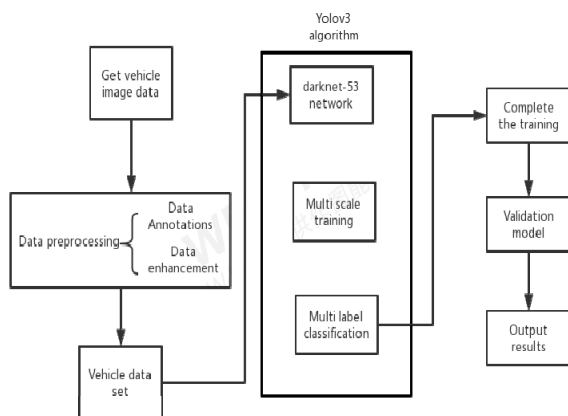 Yolov3
algorithm
Get vehicle
image data
Data preprocessing
Data
Annotations
Data
enhancement
Vehicle data
set
darknet-53
network
Multi scale
training
Multi label
classification
Complete
the training
Validation
model
Output
results